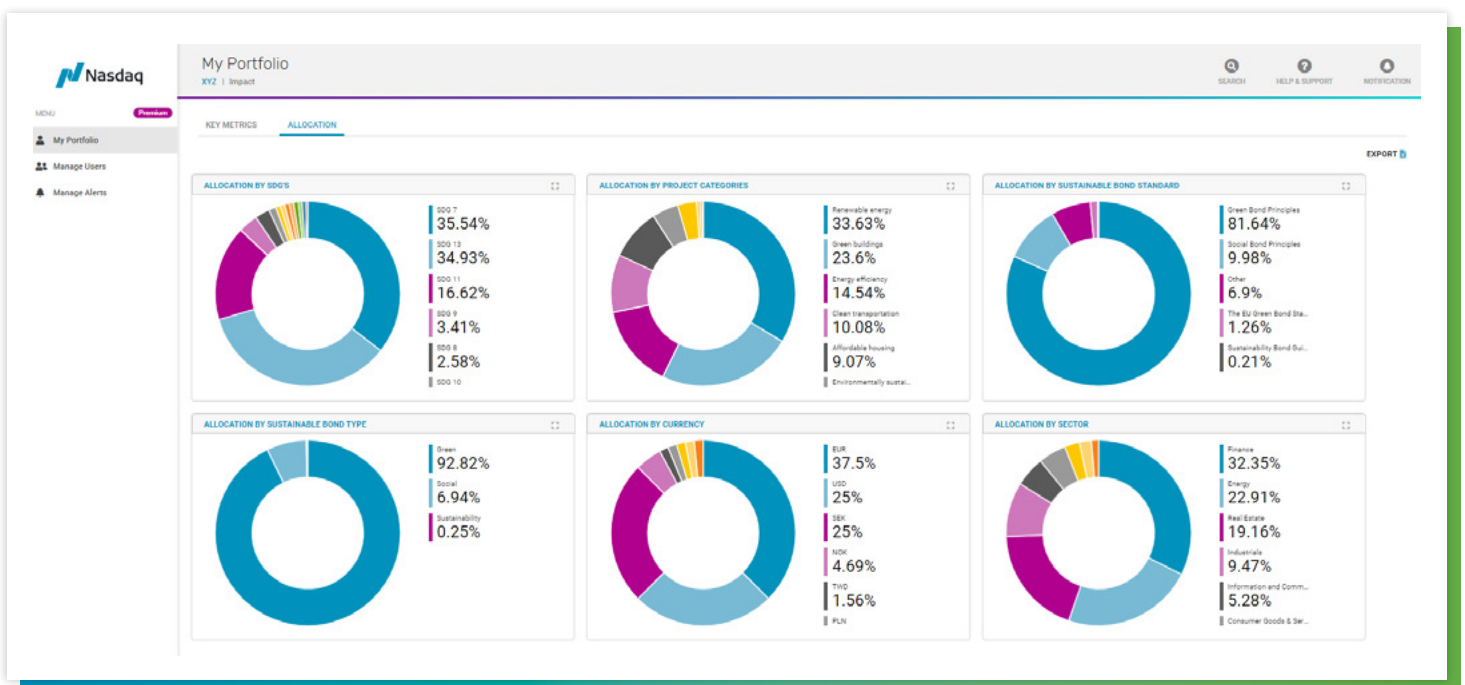 Nasdaq
MENU
Premium
My Portfolio
Manage Users
Manage Alerts
My Portfolio
XYZ | Impact
SEARCH
HELP & SUPPORT
NOTIFICATION
KEY METRICS
ALLOCATION
EXPORT
ALLOCATION BY SDG'S
SDG 7
35.54%
SDG 13
34.93%
SDG 11
16.62%
SDG 9
3.41%
SDG 8
2.58%
SDG 10
ALLOCATION BY PROJECT CATEGORIES
Renewable energy
33.63%
Green buildings
23.6%
Energy efficiency
14.54%
Clean transportation
10.08%
Affordable housing
9.07%
Environmentally sustai...
ALLOCATION BY SUSTAINABLE BOND STANDARD
Green Bond Principles
81.64%
Social Bond Principles
9.98%
Other
6.9%
The EU Green Bond Sta...
1.26%
Sustainability Bond Gui...
0.21%
ALLOCATION BY SUSTAINABLE BOND TYPE
Green
92.82%
Social
6.94%
Sustainability
0.25%
ALLOCATION BY CURRENCY
EUR
37.5%
USD
25%
SEK
25%
NOK
4.69%
TWD
1.56%
PLN
ALLOCATION BY SECTOR
Finance
32.35%
Energy
22.91%
Real Estate
19.16%
Industrials
9.47%
Information and Comm...
5.28%
Consumer Goods & Ser...